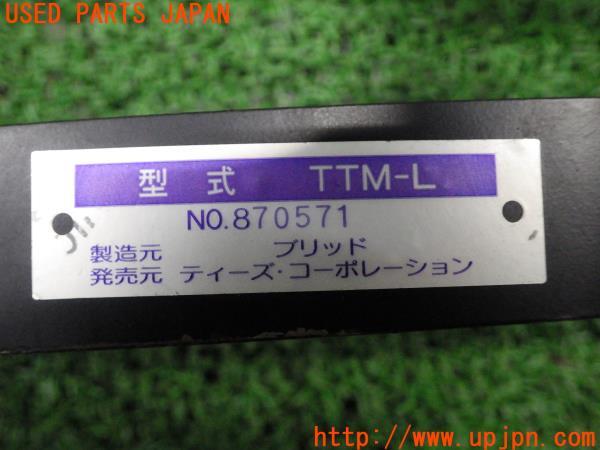 USED PARTS JAPAN
型式 TTM-L
NO.870571
製造元 ブリッド
発売元 ティーズ・コーポレーション
UPJ
http://www.upjpn.com/